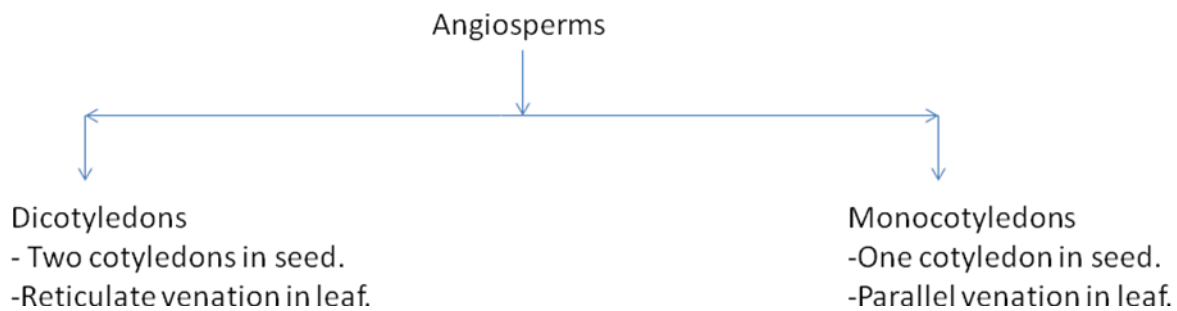 Angiosperms
Dicotyledons
- Two cotyledons in seed.
-Reticulate venation in leaf.
Monocotyledons
-One cotyledon in seed.
-Parallel venation in leaf.